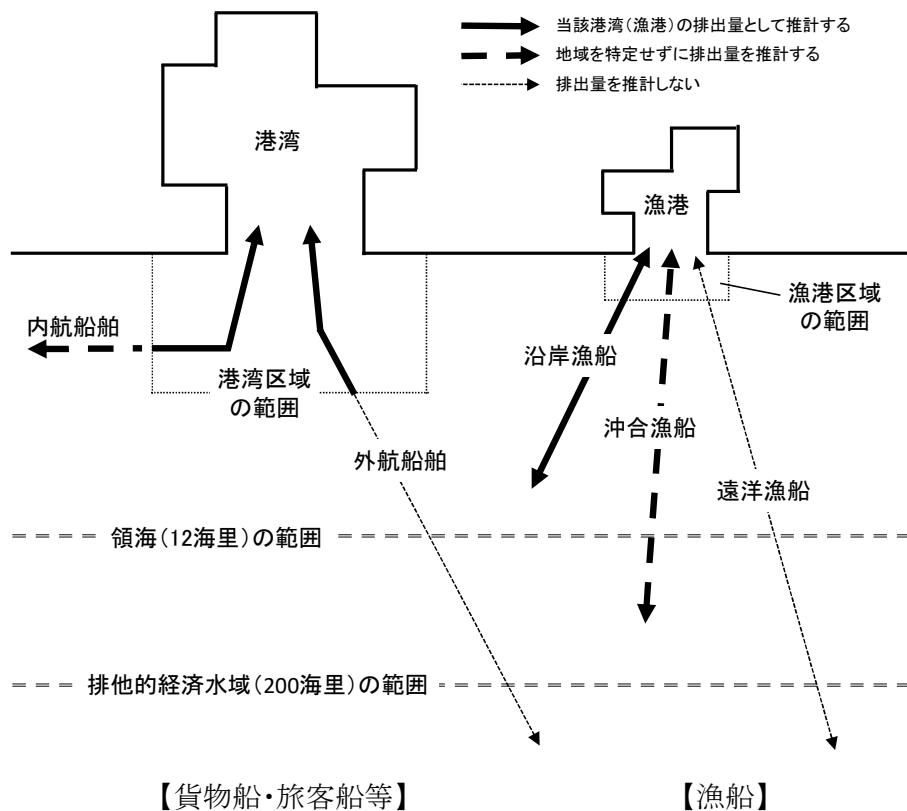 当該港湾(漁港)の排出量として推計する
地域を特定せずに排出量を推計する
排出量を推計しない
港湾
漁港
漁港区域
の範囲
内航船舶
港湾区域
の範囲
沿岸漁船
沖合漁船
外航船舶
遠洋漁船
領海(12海里)の範囲
排他的経済水域(200海里)の範囲
【貨物船・旅客船等】
【漁船】